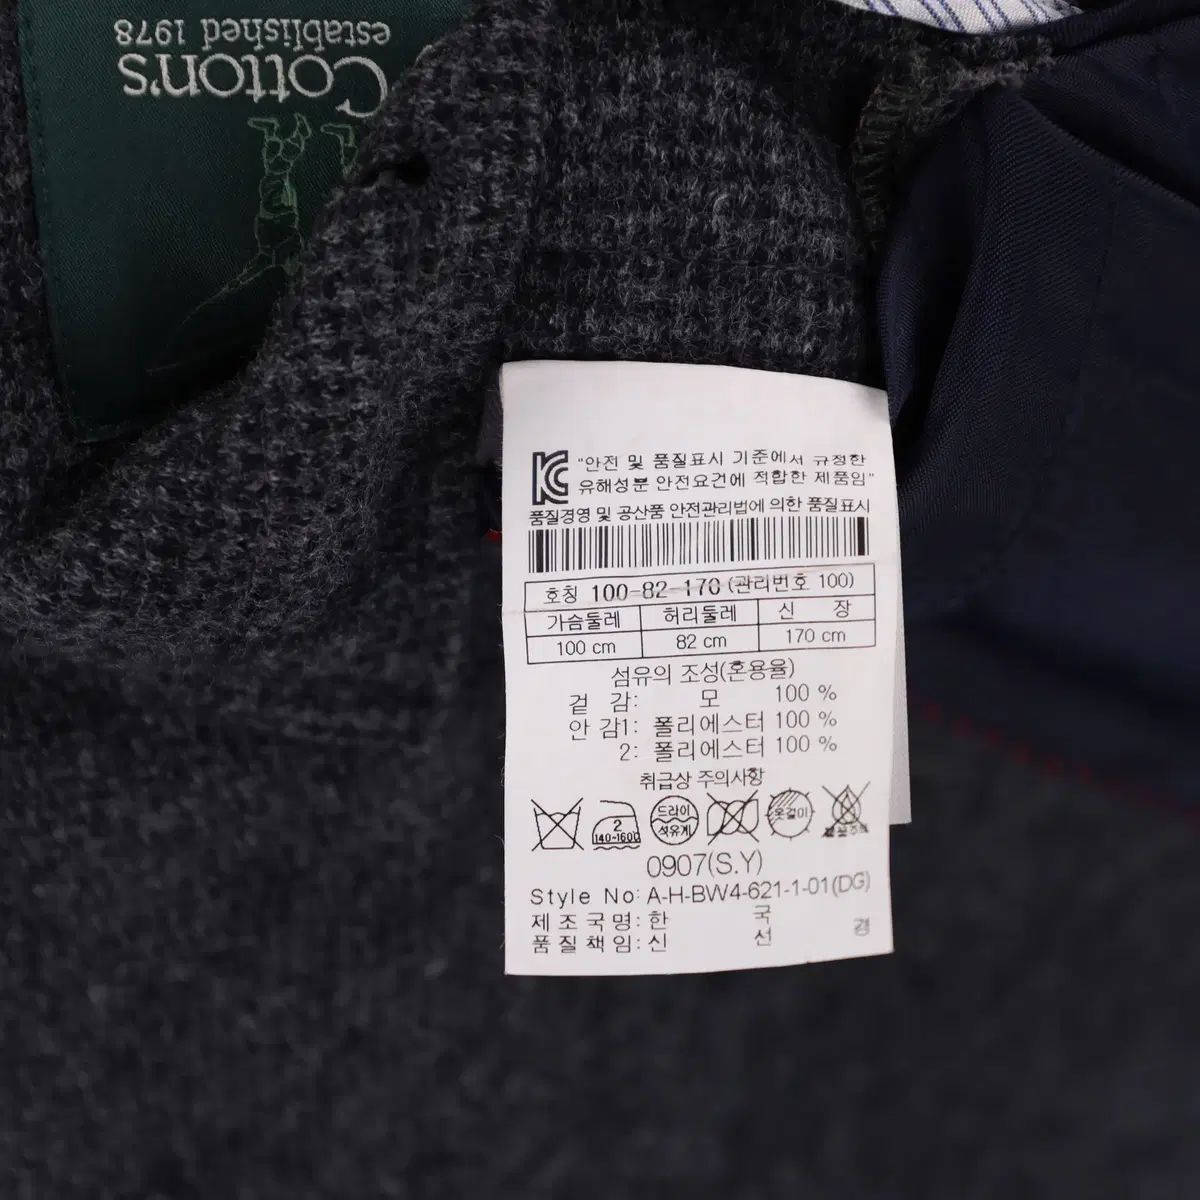 Cotton's
established 1978
"안전 및 품질표시 기준에서 규정한
유해성분 안전요건에 적합한 제품임"
품질경영 및 공산품 안전관리법에 의한 품질표시
호칭 100-82-170 (관리번호 100)
가슴둘레 허리둘레 신 장
100 cm 82 cm 170 cm
섬유의 조성(혼용율)
겉 감: 모 100 %
안 감1: 폴리에스터 100 %
2: 폴리에스터 100 %
취급상 주의사항
2
140~160℃
드라이
석유계
옷걸이
0907(S.Y)
Style No: A-H-BW4-621-1-01(DG)
제조국명: 한 국
품질책임: 신 선 경